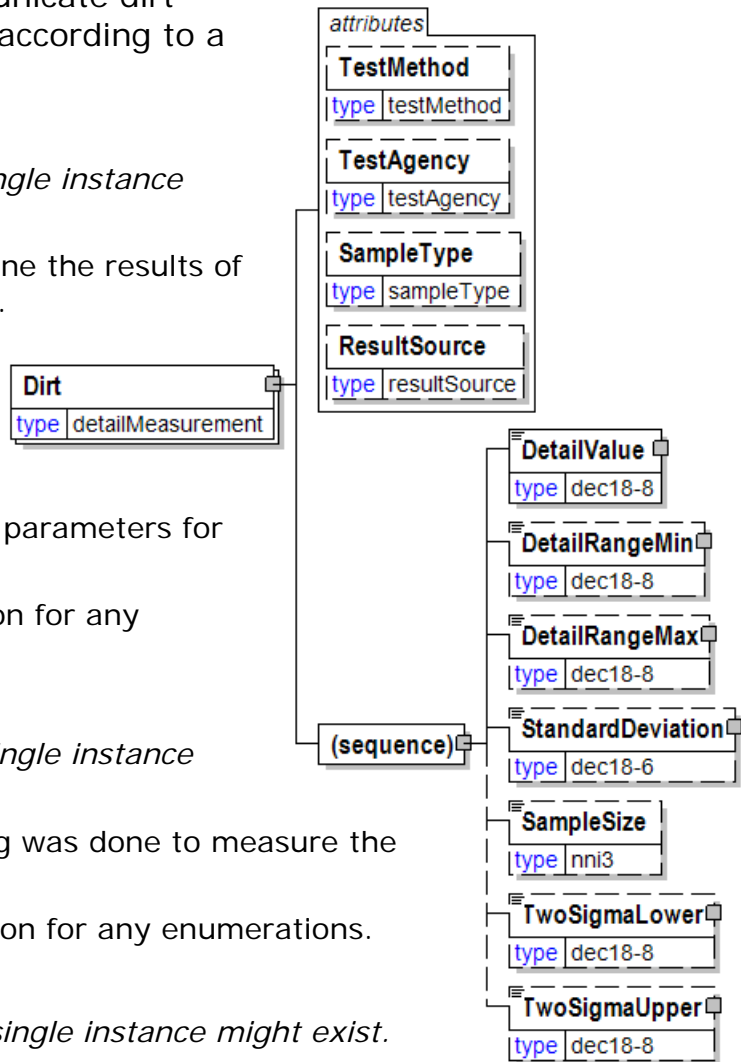 unicate dirt
according to a
ngle instance
ne the results of
.
parameters for
on for any
ingle instance
g was done to measure the
on for any enumerations.
single instance might exist.
Dirt
type detailMeasurement
attributes
TestMethod
type testMethod
TestAgency
type testAgency
SampleType
type sampleType
ResultSource
type resultSource
(sequence)
DetailValue
type dec18-8
DetailRangeMin
type dec18-8
DetailRangeMax
type dec18-8
StandardDeviation
type dec18-6
SampleSize
type nni3
TwoSigmaLower
type dec18-8
TwoSigmaUpper
type dec18-8